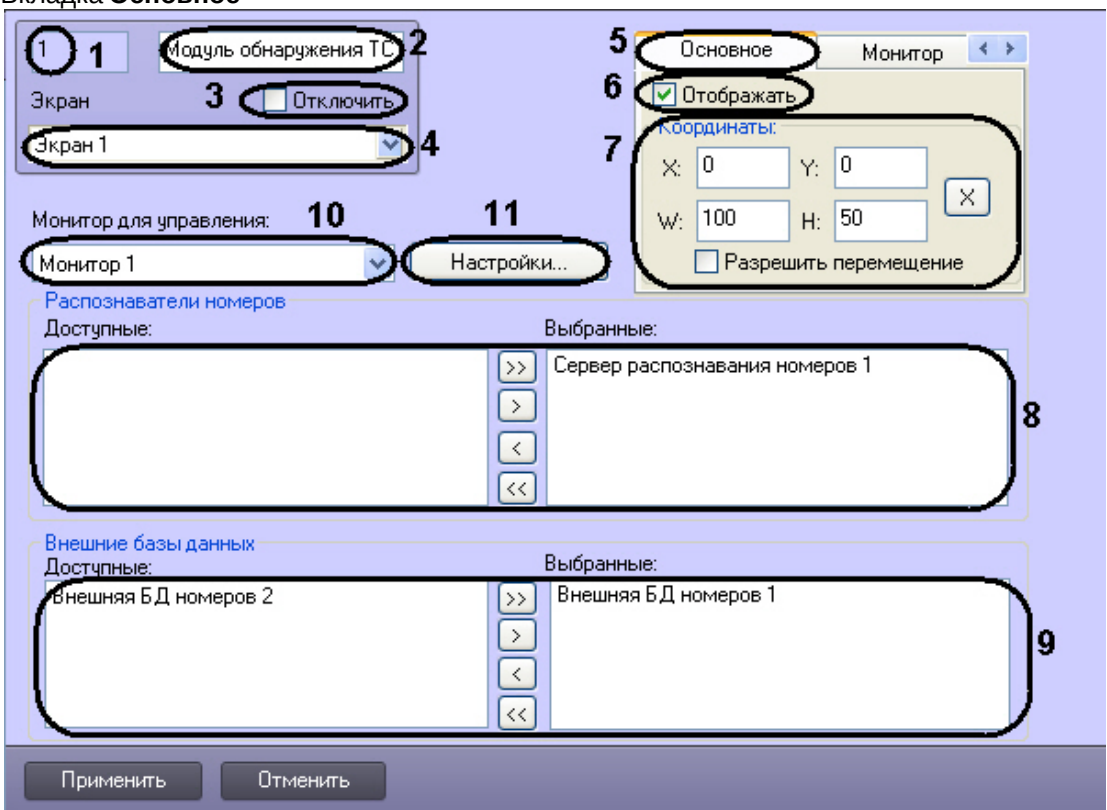 Вкладка Основное
1 1 Модуль обнаружения ТС 2
Экран 3 Отключить
Экран 1 4
5 Основное Монитор
6 Отображать
Координаты:
7 X: 0 Y: 0 X
W: 100 H: 50
Разрешить перемещение
Монитор для управления: 10 11
Монитор 1 Настройки...
Распознаватели номеров
Доступные: Выбранные:
>> Сервер распознавания номеров 1
>
<
<<
8
Внешние базы данных
Доступные: Выбранные:
Внешняя БД номеров 2 >> Внешняя БД номеров 1
>
<
<<
9
Применить Отменить